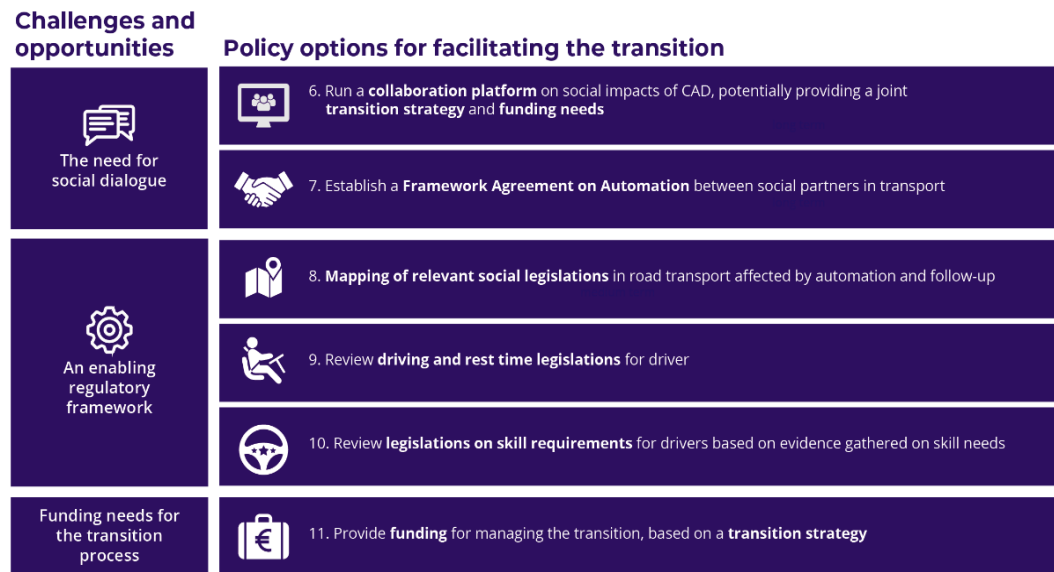 Challenges and
opportunities
Policy options for facilitating the transition
The need for
social dialogue
6. Run a collaboration platform on social impacts of CAD, potentially providing a joint
transition strategy and funding needs
7. Establish a Framework Agreement on Automation between social partners in transport
An enabling
regulatory
framework
8. Mapping of relevant social legislations in road transport affected by automation and follow-up
9. Review driving and rest time legislations for driver
10. Review legislations on skill requirements for drivers based on evidence gathered on skill needs
Funding needs for
the transition
process
€
11. Provide funding for managing the transition, based on a transition strategy